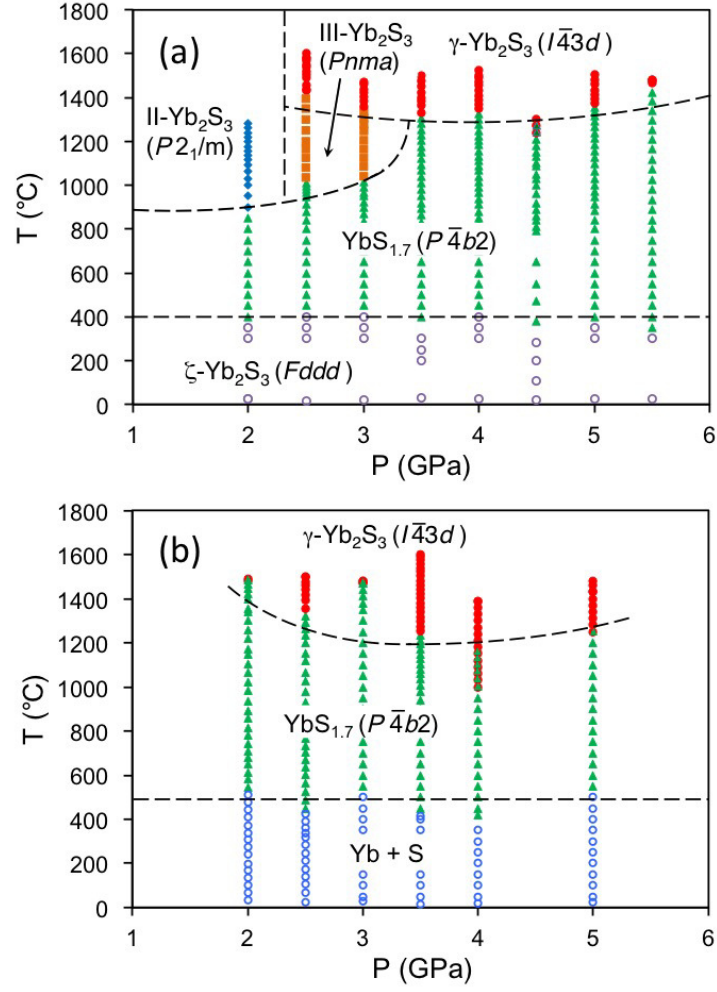 (a)
1800
1600
1400
1200
1000
800
600
400
200
0
T (°C)
III-Yb₂S₃
(Pnma)
γ-Yb₂S₃ (I4̅3d)
II-Yb₂S₃
(P2₁/m)
YbS₁.₇ (P4̅b2)
ζ-Yb₂S₃ (Fddd)
1 2 3 4 5 6
P (GPa)
(b)
1800
1600
1400
1200
1000
800
600
400
200
0
T (°C)
γ-Yb₂S₃ (I4̅3d)
YbS₁.₇ (P4̅b2)
Yb + S
1 2 3 4 5 6
P (GPa)